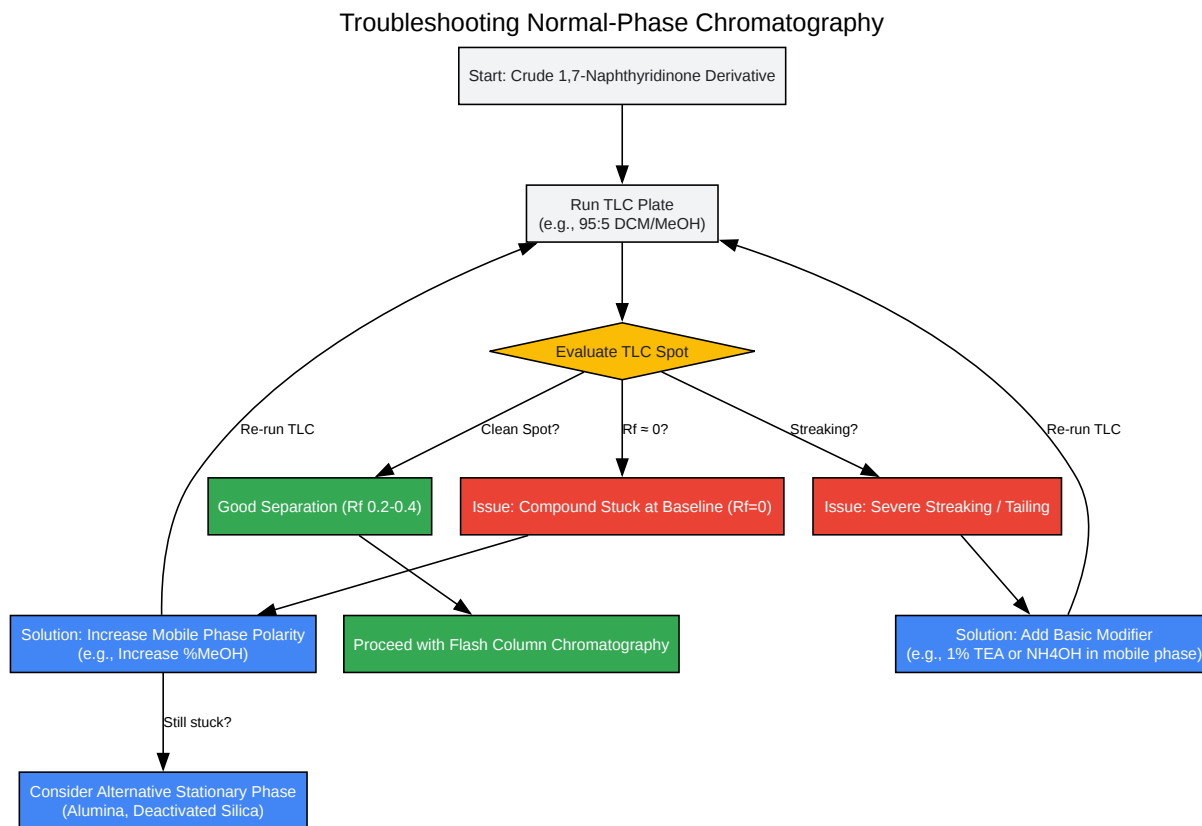 Troubleshooting Normal-Phase Chromatography
Start: Crude 1,7-Naphthyridinone Derivative
Run TLC Plate
(e.g., 95:5 DCM/MeOH)
Evaluate TLC Spot
Re-run TLC
Clean Spot?
Rf ≈ 0?
Streaking?
Re-run TLC
Good Separation (Rf 0.2-0.4)
Issue: Compound Stuck at Baseline (Rf=0)
Issue: Severe Streaking / Tailing
Solution: Increase Mobile Phase Polarity
(e.g., Increase %MeOH)
Proceed with Flash Column Chromatography
Solution: Add Basic Modifier
(e.g., 1% TEA or NH4OH in mobile phase)
Still stuck?
Consider Alternative Stationary Phase
(Alumina, Deactivated Silica)